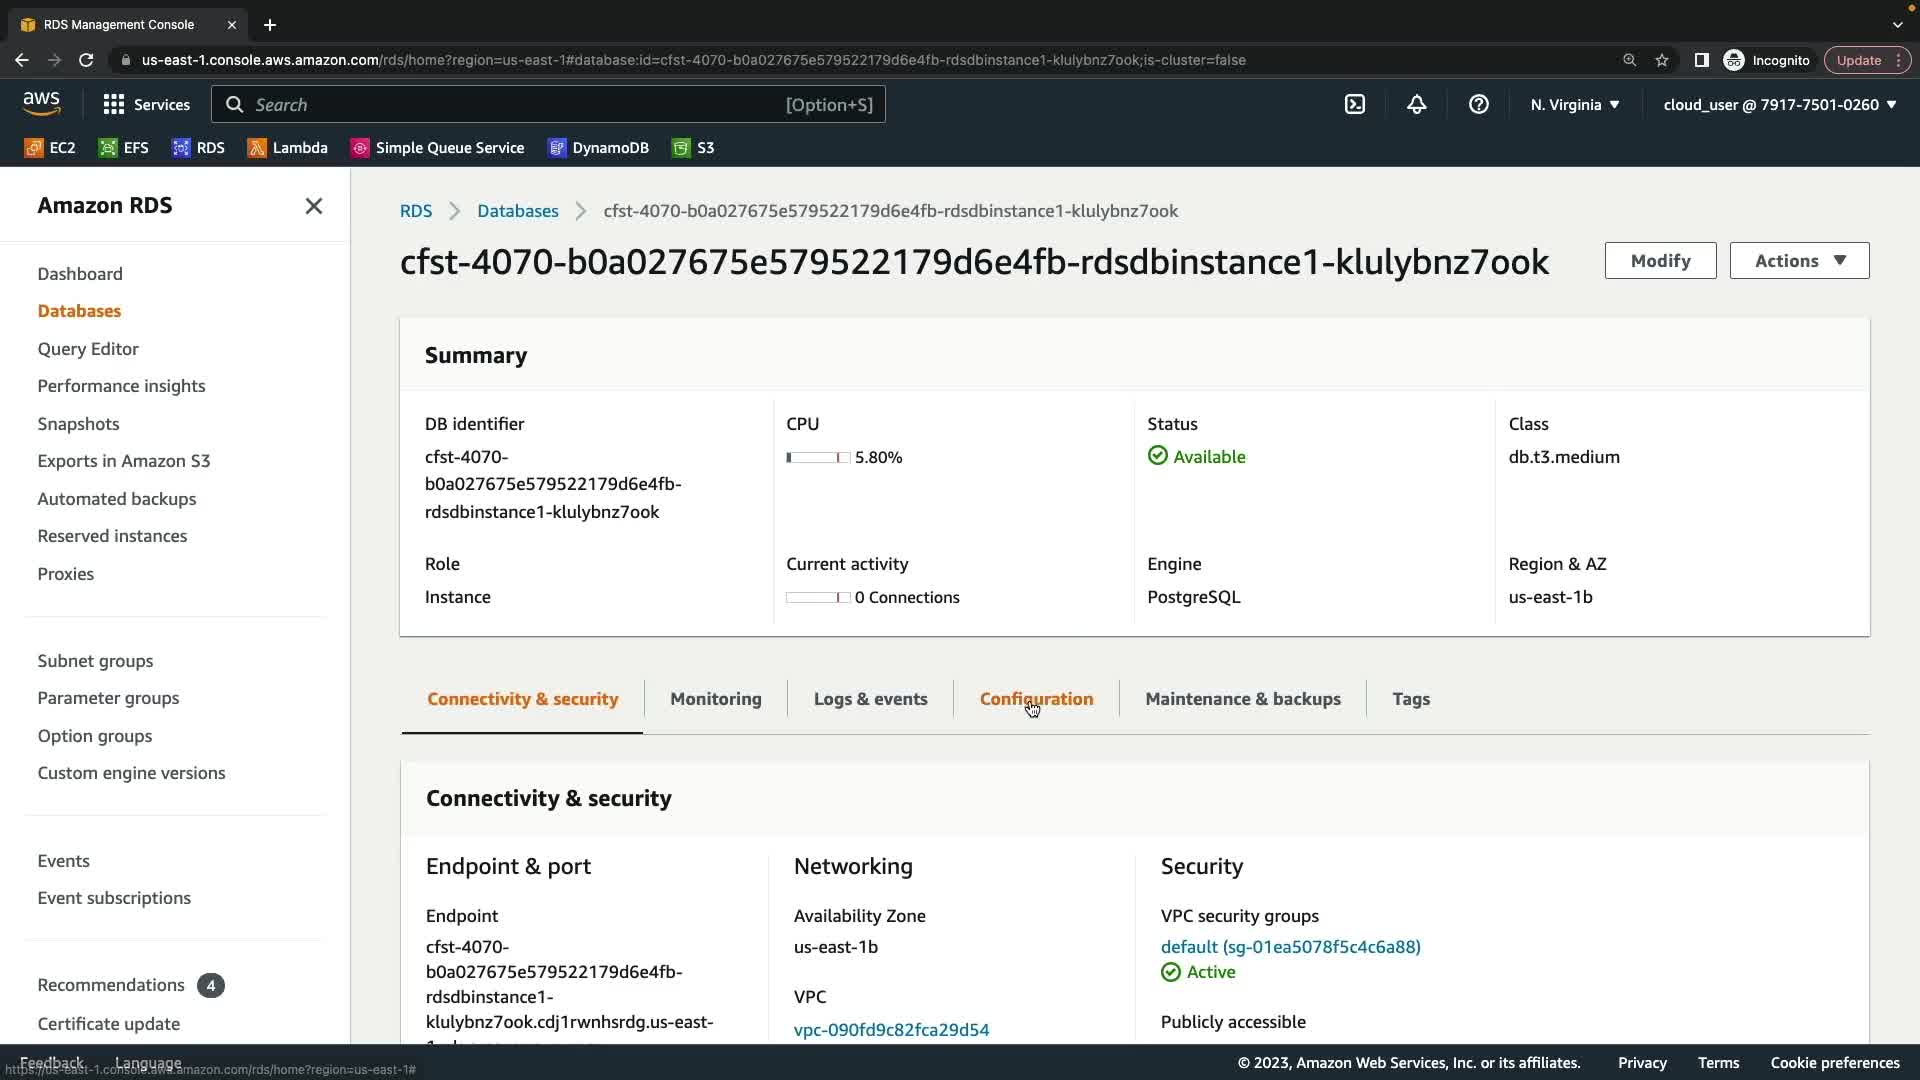 RDS Management Console
us-east-1.console.aws.amazon.com/rds/home?region=us-east-1#database:id=cfst-4070-b0a027675e579522179d6e4fb-rdsdbinstance1-klulybnz7ook;is-cluster=false
Incognito
Update
aws
Services
Search
[Option+S]
N. Virginia
cloud_user @ 7917-7501-0260
EC2
EFS
RDS
Lambda
Simple Queue Service
DynamoDB
S3
Amazon RDS
Dashboard
Databases
Query Editor
Performance insights
Snapshots
Exports in Amazon S3
Automated backups
Reserved instances
Proxies
Subnet groups
Parameter groups
Option groups
Custom engine versions
Events
Event subscriptions
Recommendations 4
Certificate update
RDS > Databases > cfst-4070-b0a027675e579522179d6e4fb-rdsdbinstance1-klulybnz7ook
cfst-4070-b0a027675e579522179d6e4fb-rdsdbinstance1-klulybnz7ook
Modify
Actions
Summary
DB identifier
cfst-4070-
b0a027675e579522179d6e4fb-
rdsdbinstance1-klulybnz7ook
CPU
5.80%
Status
Available
Class
db.t3.medium
Role
Instance
Current activity
0 Connections
Engine
PostgreSQL
Region & AZ
us-east-1b
Connectivity & security
Monitoring
Logs & events
Configuration
Maintenance & backups
Tags
Connectivity & security
Endpoint & port
Endpoint
cfst-4070-
b0a027675e579522179d6e4fb-
rdsdbinstance1-
klulybnz7ook.cdj1rwnhsrdg.us-east-
Networking
Availability Zone
us-east-1b
VPC
vpc-090fd9c82fca29d54
Security
VPC security groups
default (sg-01ea5078f5c4c6a88)
Active
Publicly accessible
Feedback
Language
https://us-east-1.console.aws.amazon.com/rds/home?region=us-east-1#
© 2023, Amazon Web Services, Inc. or its affiliates.
Privacy
Terms
Cookie preferences